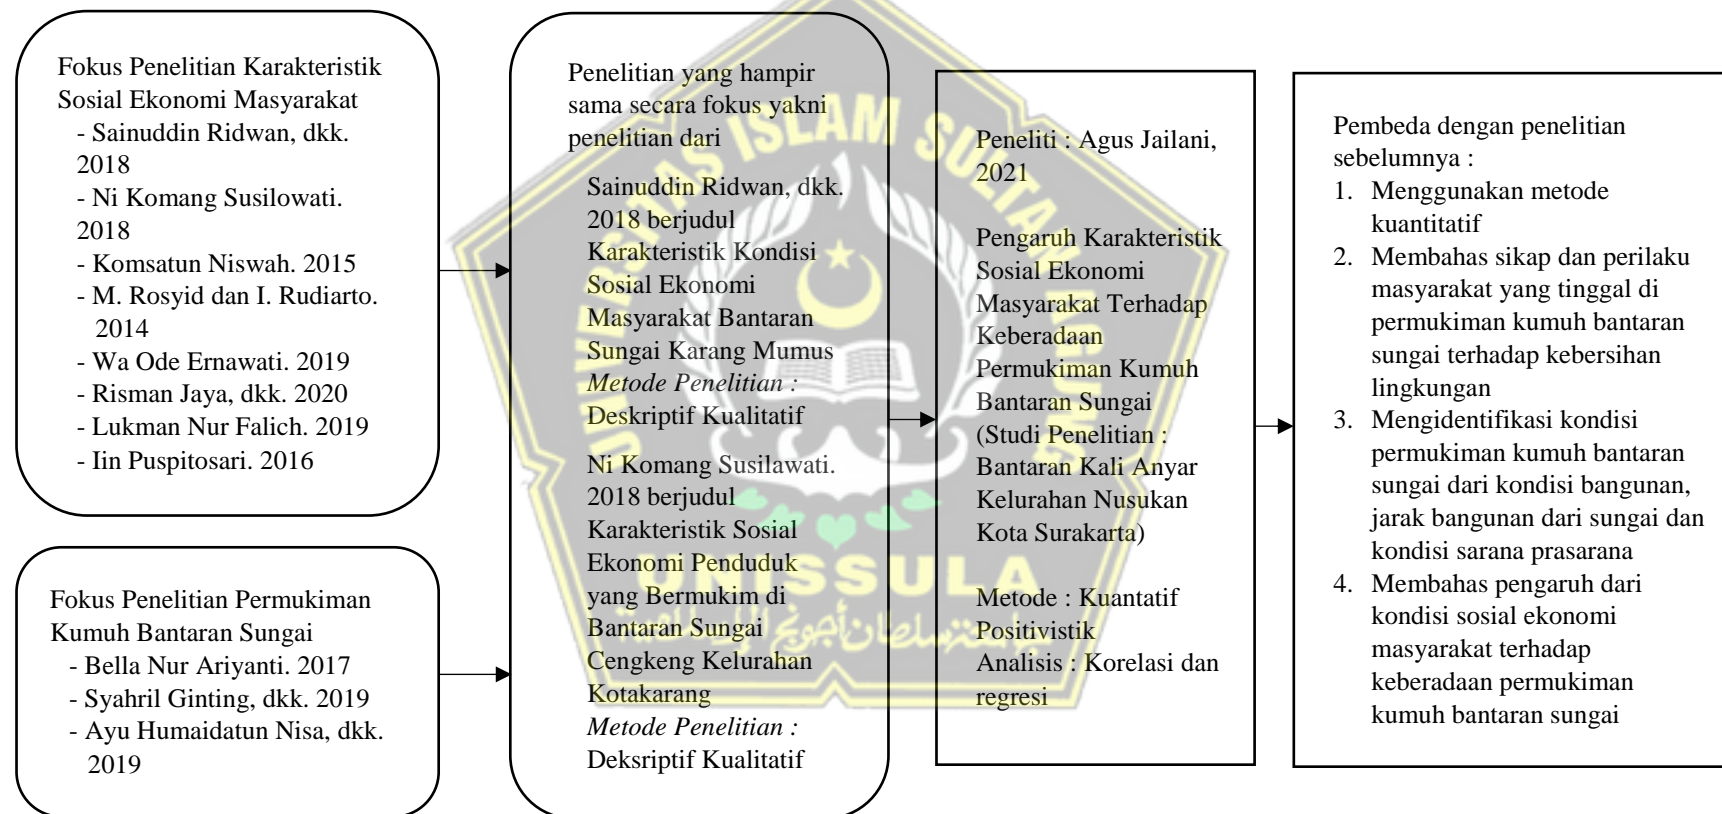 Fokus Penelitian Karakteristik
Sosial Ekonomi Masyarakat
- Sainuddin Ridwan, dkk.
2018
- Ni Komang Susilowati.
2018
- Komsatun Niswah. 2015
- M. Rosyid dan I. Rudiarto.
2014
- Wa Ode Ernawati. 2019
- Risman Jaya, dkk. 2020
- Lukman Nur Falich. 2019
- Iin Puspitosari. 2016
Fokus Penelitian Permukiman
Kumuh Bantaran Sungai
- Bella Nur Ariyanti. 2017
- Syahril Ginting, dkk. 2019
- Ayu Humaidatun Nisa, dkk.
2019
Penelitian yang hampir
sama secara fokus yakni
penelitian dari
Sainuddin Ridwan, dkk.
2018 berjudul
Karakteristik Kondisi
Sosial Ekonomi
Masyarakat Bantaran
Sungai Karang Mumus
Metode Penelitian :
Deskriptif Kualitatif
Ni Komang Susilawati.
2018 berjudul
Karakteristik Sosial
Ekonomi Penduduk
yang Bermukim di
Bantaran Sungai
Cengkeng Kelurahan
Kotakarang
Metode Penelitian :
Deksriptif Kualitatif
Peneliti : Agus Jailani,
2021
Pengaruh Karakteristik
Sosial Ekonomi
Masyarakat Terhadap
Keberadaan
Permukiman Kumuh
Bantaran Sungai
(Studi Penelitian :
Bantaran Kali Anyar
Kelurahan Nusukan
Kota Surakarta)
Metode : Kuantatif
Positivistik
Analisis : Korelasi dan
regresi
Pembeda dengan penelitian
sebelumnya :
1. Menggunakan metode
kuantitatif
2. Membahas sikap dan perilaku
masyarakat yang tinggal di
permukiman kumuh bantaran
sungai terhadap kebersihan
lingkungan
3. Mengidentifikasi kondisi
permukiman kumuh bantaran
sungai dari kondisi bangunan,
jarak bangunan dari sungai dan
kondisi sarana prasarana
4. Membahas pengaruh dari
kondisi sosial ekonomi
masyarakat terhadap
keberadaan permukiman
kumuh bantaran sungai
UNIVERSITAS ISLAM SULTAN AGUNG
UNISSULA
جامعتسلطان أجونج الإسلامية